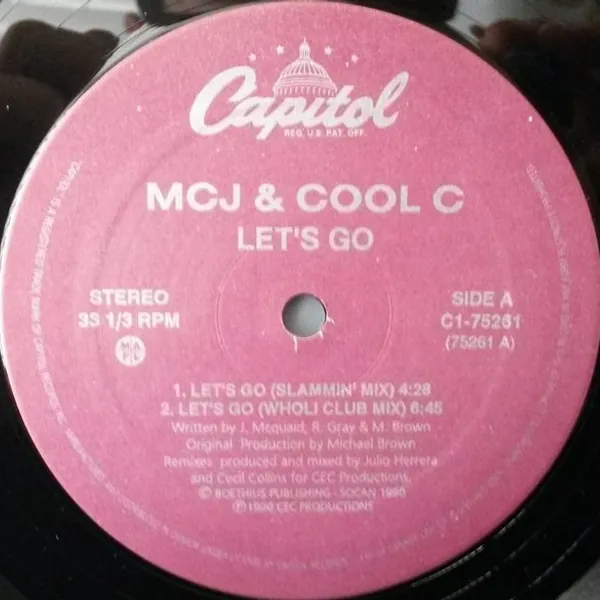 Capitol
REG. U.S. PAT. OFF.
MCJ & COOL C
LET'S GO
STEREO
33 1/3 RPM
SIDE A
C1-75261
(75261 A)
1. LET'S GO (SLAMMIN' MIX) 4:28
2. LET'S GO (WHOLI CLUB MIX) 6:45
Written by J. Mcquaid, R. Gray & M. Brown
Original Production by Michael Brown
Remixes produced and mixed by Julio Herrera
and Cecil Collins for CEC Productions.
© BOETHIUS PUBLISHING - SOCAN 1990
℗ 1990 CEC PRODUCTIONS